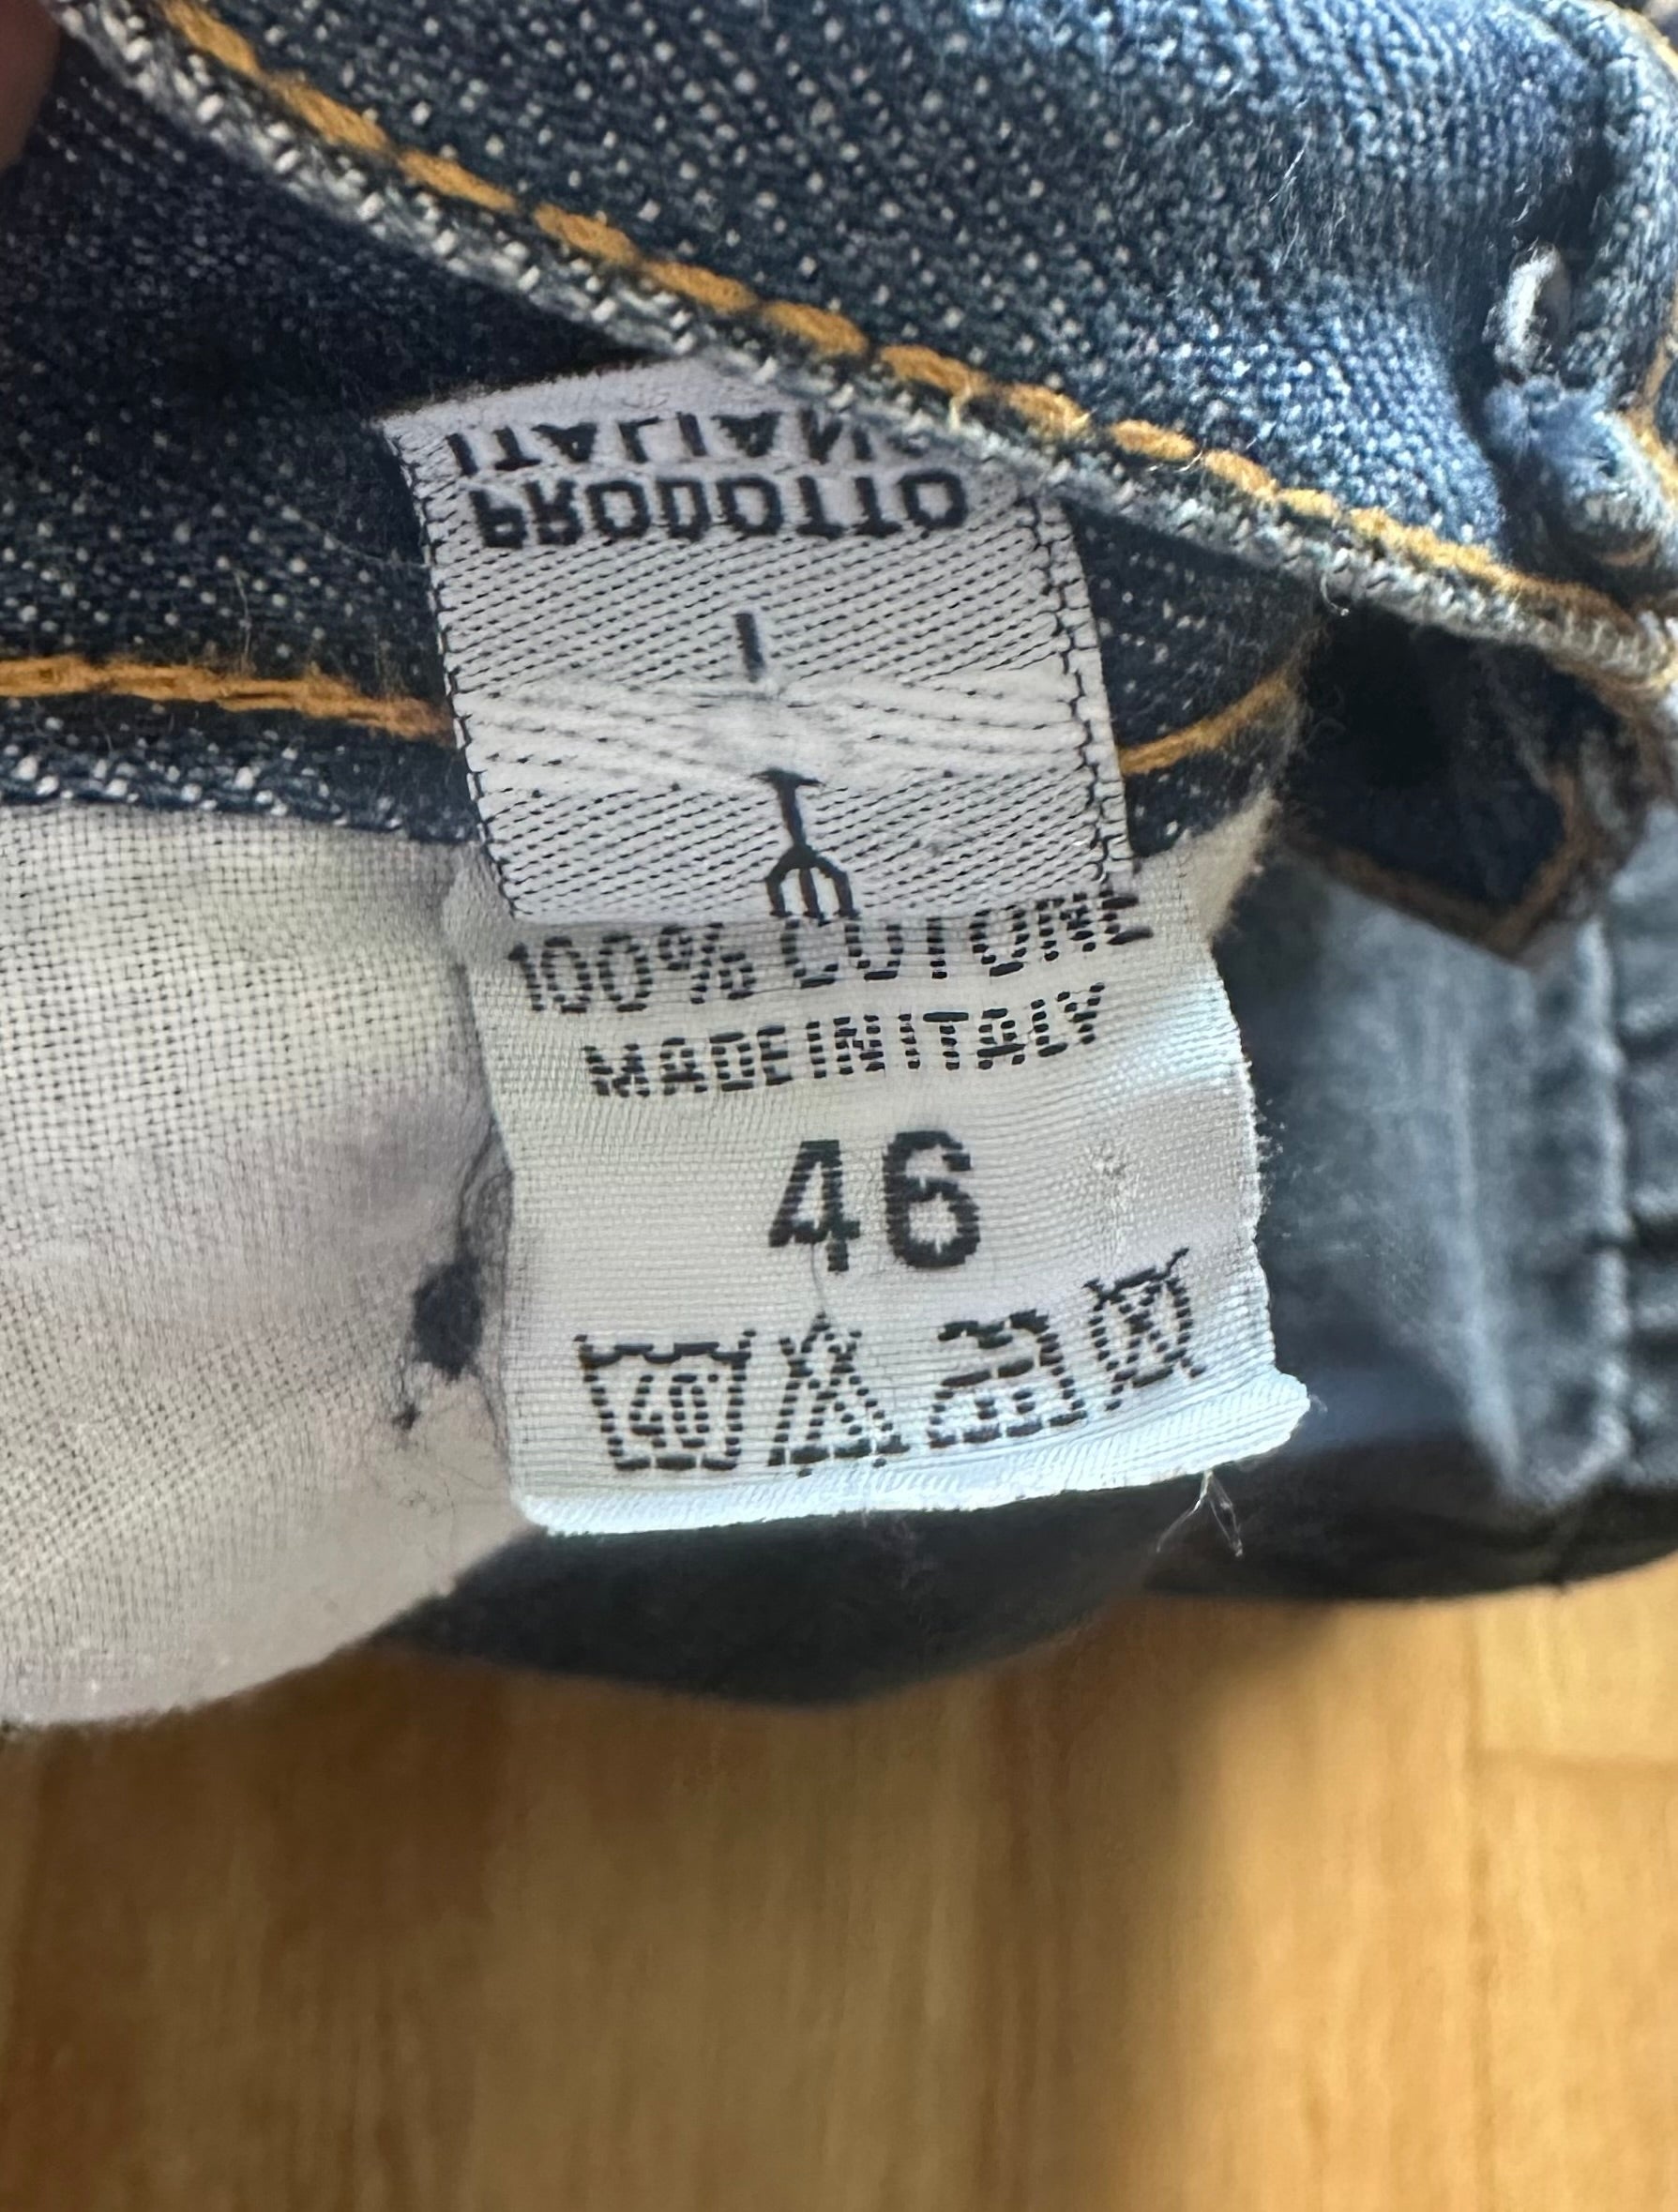 PRODOTTO
ITALIANO
100% COTONE
MADE IN ITALY
46
40